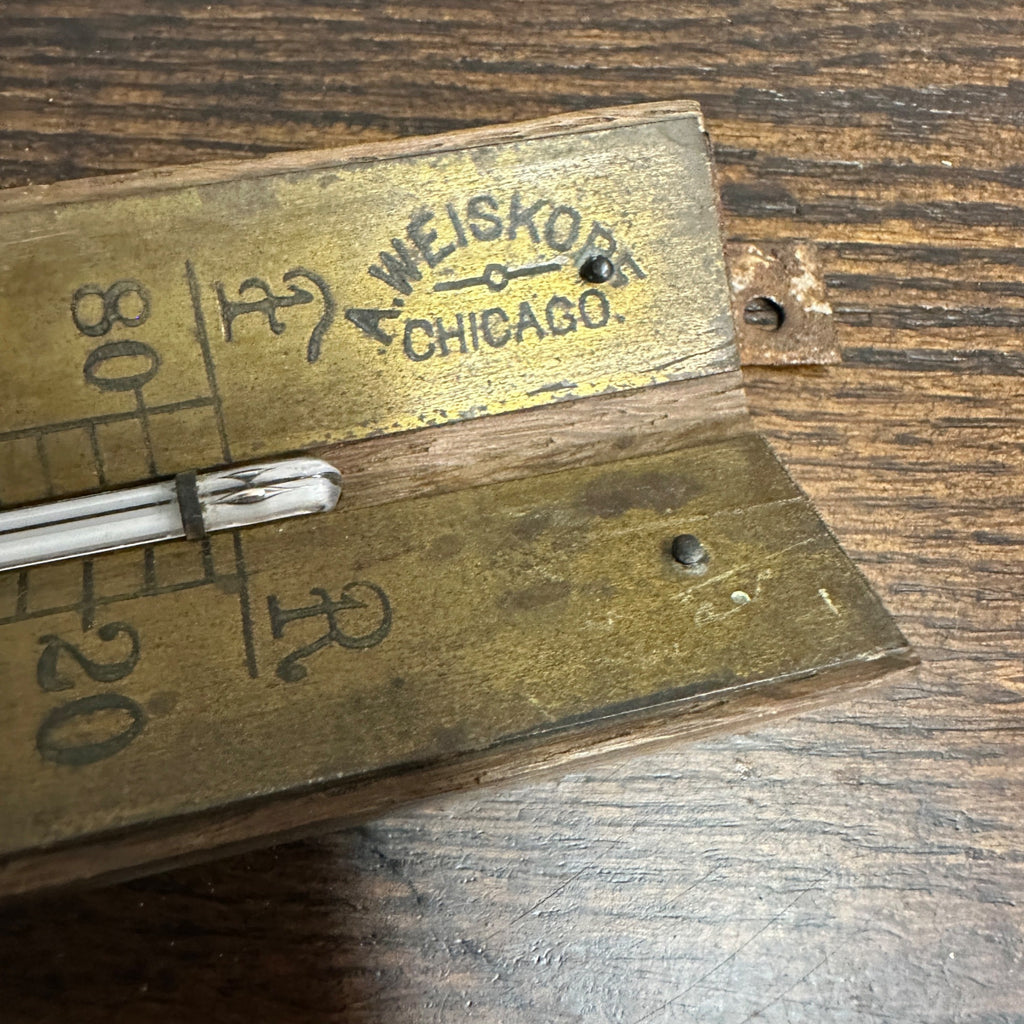 A. WEISKOPF
CHICAGO.
F
80
R
20